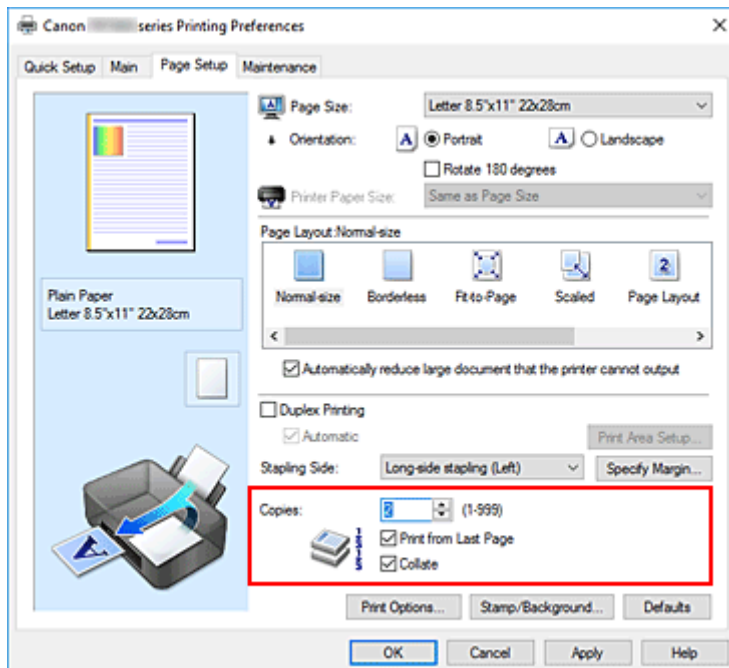 Canon series Printing Preferences
Quick Setup Main Page Setup Maintenance
Page Size: Letter 8.5"x11" 22x28cm
Orientation: A Portrait A Landscape
Rotate 180 degrees
Printer Paper Size: Same as Page Size
Page Layout:Normal-size
2
Normal-size Borderless Fit-to-Page Scaled Page Layout
Plain Paper
Letter 8.5"x11" 22x28cm
Automatically reduce large document that the printer cannot output
Duplex Printing
Automatic Print Area Setup...
Stapling Side: Long-side stapling (Left) Specify Margin...
Copies: 2 (1-999)
Print from Last Page
Collate
A
Print Options... Stamp/Background... Defaults
OK Cancel Apply Help